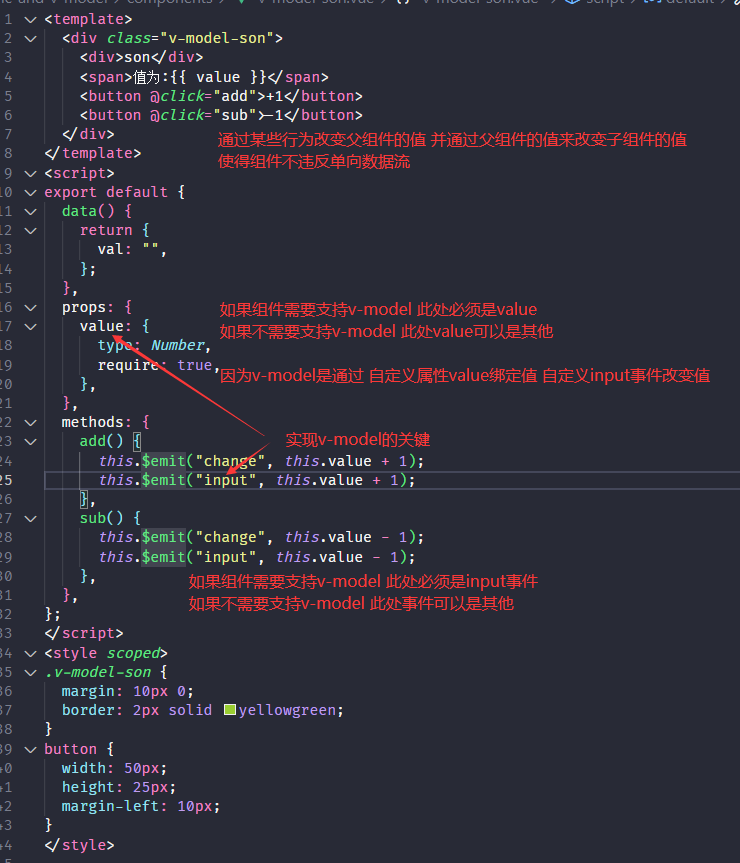 v-model-son.vue
script
default
1 <template>
2 <div class="v-model-son">
3 <div>son</div>
4 <span>值为:{{ value }}</span>
5 <button @click="add">+1</button>
6 <button @click="sub">-1</button>
7 </div>
通过某些行为改变父组件的值 并通过父组件的值来改变子组件的值
8 </template>
使得组件不违反单向数据流
9 <script>
10 export default {
11 data() {
12 return {
13 val: "",
14 };
15 },
16 props: {
如果组件需要支持v-model 此处必须是value
17 value: {
如果不需要支持v-model 此处value可以是其他
18 type: Number,
19 require: true,
因为v-model是通过 自定义属性value绑定值 自定义input事件改变值
20 },
21 },
22 methods: {
23 add() {
实现v-model的关键
24 this.$emit("change", this.value + 1);
25 this.$emit("input", this.value + 1);
26 },
27 sub() {
28 this.$emit("change", this.value - 1);
29 this.$emit("input", this.value - 1);
30 },
如果组件需要支持v-model 此处必须是input事件
31 },
如果不需要支持v-model 此处事件可以是其他
32 };
33 </script>
34 <style scoped>
35 .v-model-son {
36 margin: 10px 0;
37 border: 2px solid yellowgreen;
38 }
39 button {
40 width: 50px;
41 height: 25px;
42 margin-left: 10px;
43 }
44 </style>